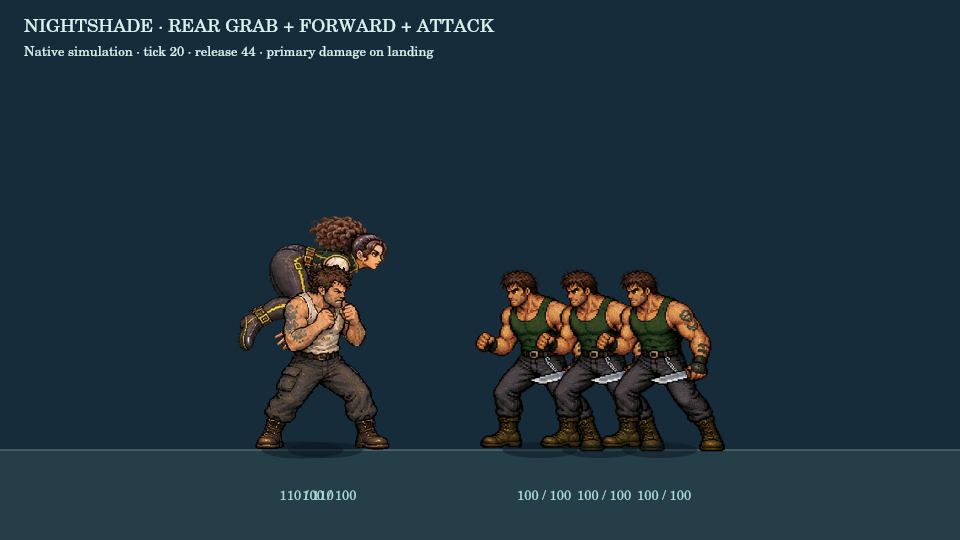 NIGHTSHADE · REAR GRAB + FORWARD + ATTACK
Native simulation · tick 20 · release 44 · primary damage on landing
100 / 100 100 / 100 100 / 100